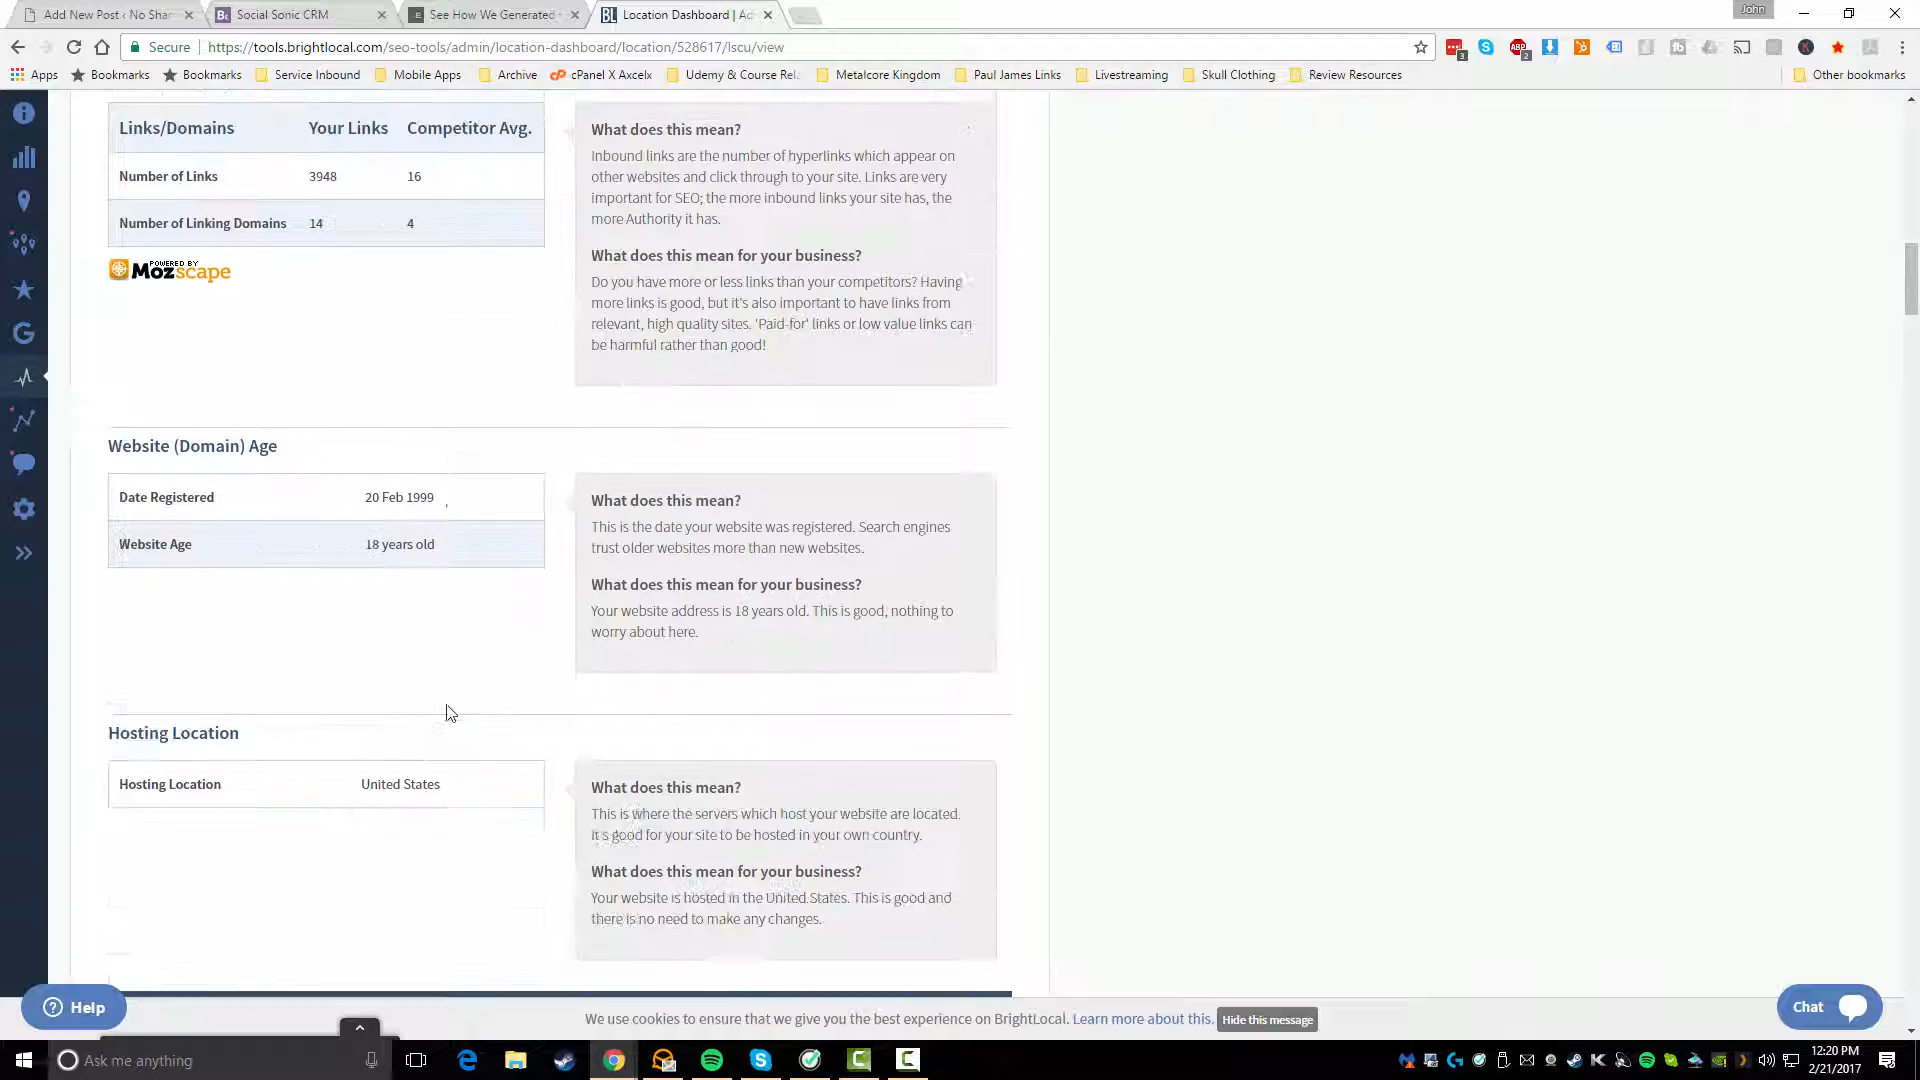 Add New Post ‹ No Shar
Social Sonic CRM
See How We Generated
Location Dashboard | Ad
John
Secure
https://tools.brightlocal.com/seo-tools/admin/location-dashboard/location/528617/lscu/view
Apps
Bookmarks
Bookmarks
Service Inbound
Mobile Apps
Archive
cPanel X Axcelx
Udemy & Course Rel
Metalcore Kingdom
Paul James Links
Livestreaming
Skull Clothing
Review Resources
Other bookmarks
Links/Domains Your Links Competitor Avg.
Number of Links 3948 16
Number of Linking Domains 14 4
POWERED BY
Mozscape
What does this mean?
Inbound links are the number of hyperlinks which appear on
other websites and click through to your site. Links are very
important for SEO; the more inbound links your site has, the
more Authority it has.
What does this mean for your business?
Do you have more or less links than your competitors? Having
more links is good, but it's also important to have links from
relevant, high quality sites. 'Paid-for' links or low value links can
be harmful rather than good!
Website (Domain) Age
Date Registered 20 Feb 1999
Website Age 18 years old
What does this mean?
This is the date your website was registered. Search engines
trust older websites more than new websites.
What does this mean for your business?
Your website address is 18 years old. This is good, nothing to
worry about here.
Hosting Location
Hosting Location United States
What does this mean?
This is where the servers which host your website are located.
It's good for your site to be hosted in your own country.
What does this mean for your business?
Your website is hosted in the United States. This is good and
there is no need to make any changes.
Help
We use cookies to ensure that we give you the best experience on BrightLocal. Learn more about this. Hide this message
Chat
Ask me anything
12:20 PM
2/21/2017